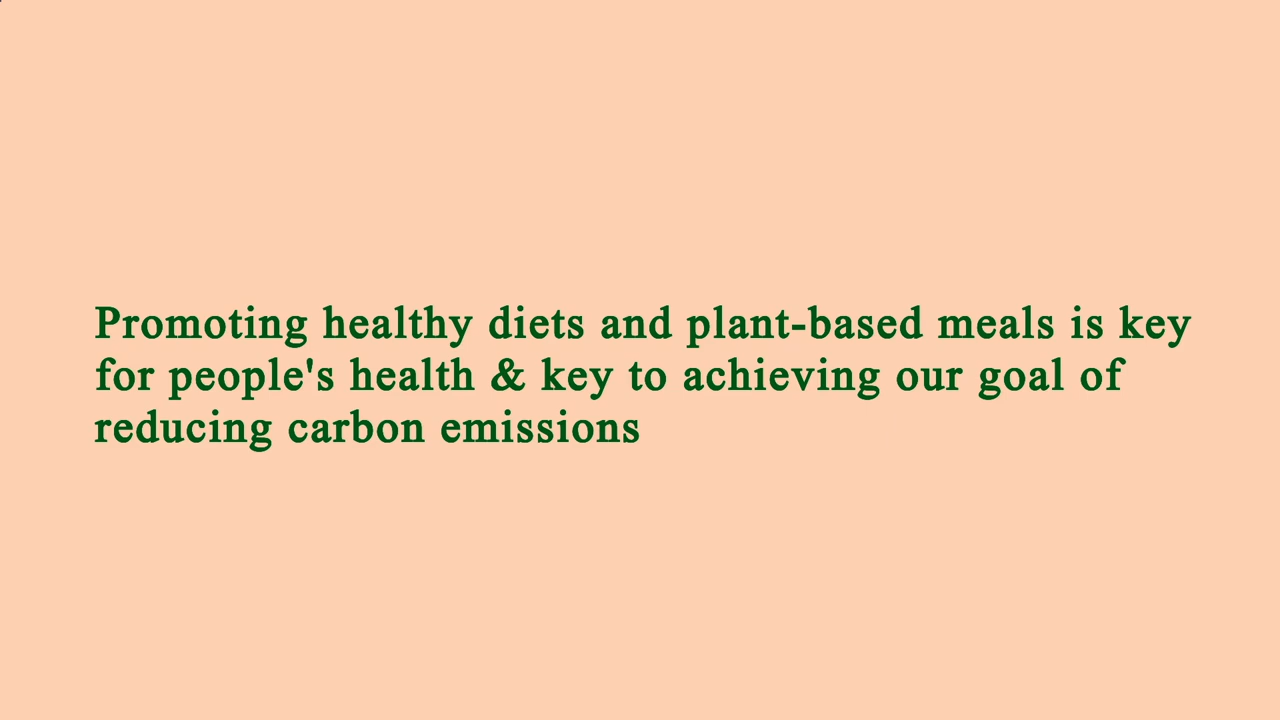 Promoting healthy diets and plant-based meals is key
for people's health & key to achieving our goal of
reducing carbon emissions